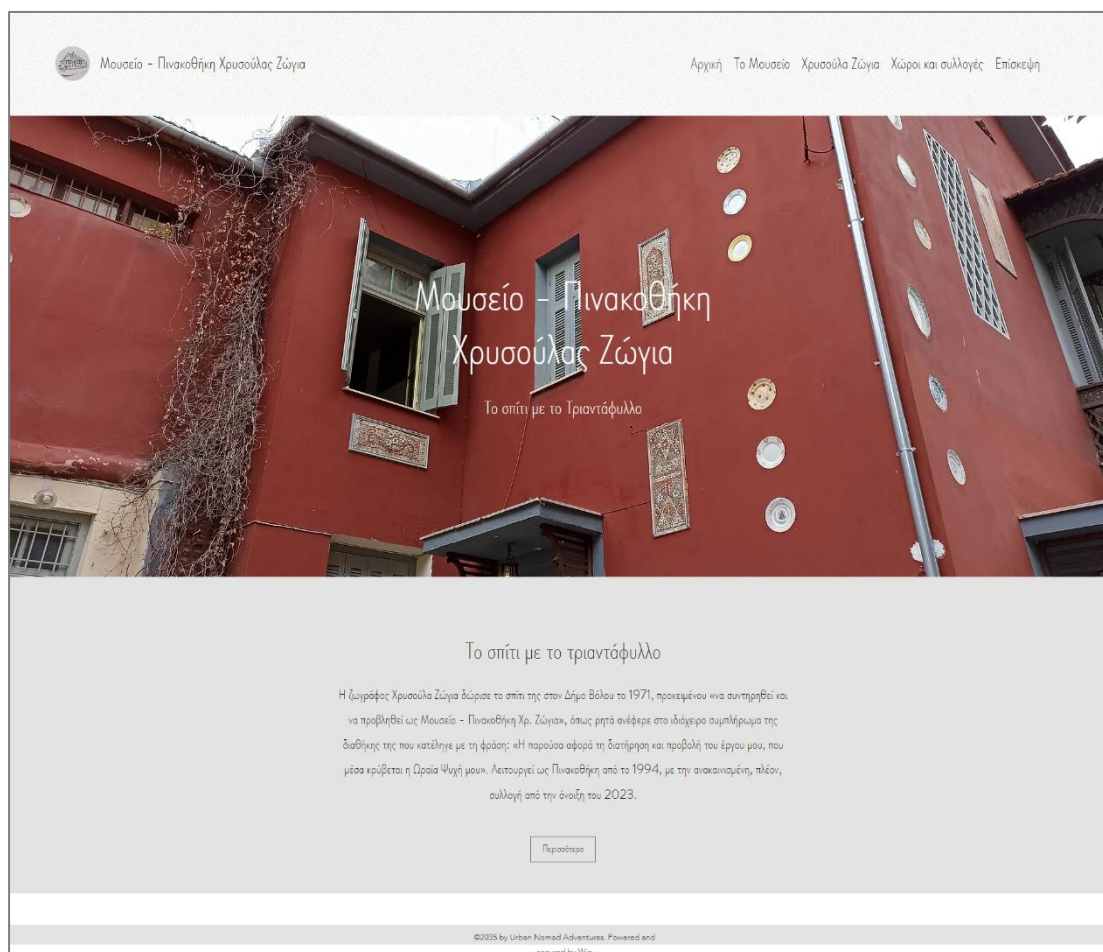 Μουσείο - Πινακοθήκη Χρυσούλας Ζώγια
Αρχική Το Μουσείο Χρυσούλα Ζώγια Χώροι και συλλογές Επίσκεψη
Μουσείο - Πινακοθήκη
Χρυσούλας Ζώγια
Το σπίτι με το Τριαντάφυλλο
Το σπίτι με το τριαντάφυλλο
Η ζωγράφος Χρυσούλα Ζώγια δώρισε το σπίτι της στον Δήμο Βόλου το 1971, προκειμένου «να συντηρηθεί και
να προβληθεί ως Μουσείο - Πινακοθήκη Χρ. Ζώγια», όπως ρητά ανέφερε στο ιδιόχειρο συμπλήρωμα της
διαθήκης της που κατέληγε με τη φράση: «Η παρούσα αφορά τη διατήρηση και προβολή του έργου μου, που
μέσα κρύβεται η Ωραία Ψυχή μου». Λειτουργεί ως Πινακοθήκη από το 1994, με την ανακαινισμένη, πλέον,
συλλογή από την άνοιξη του 2023.
Περισσότερα
©2035 by Urban Nomad Adventures. Powered and
secured by Wix